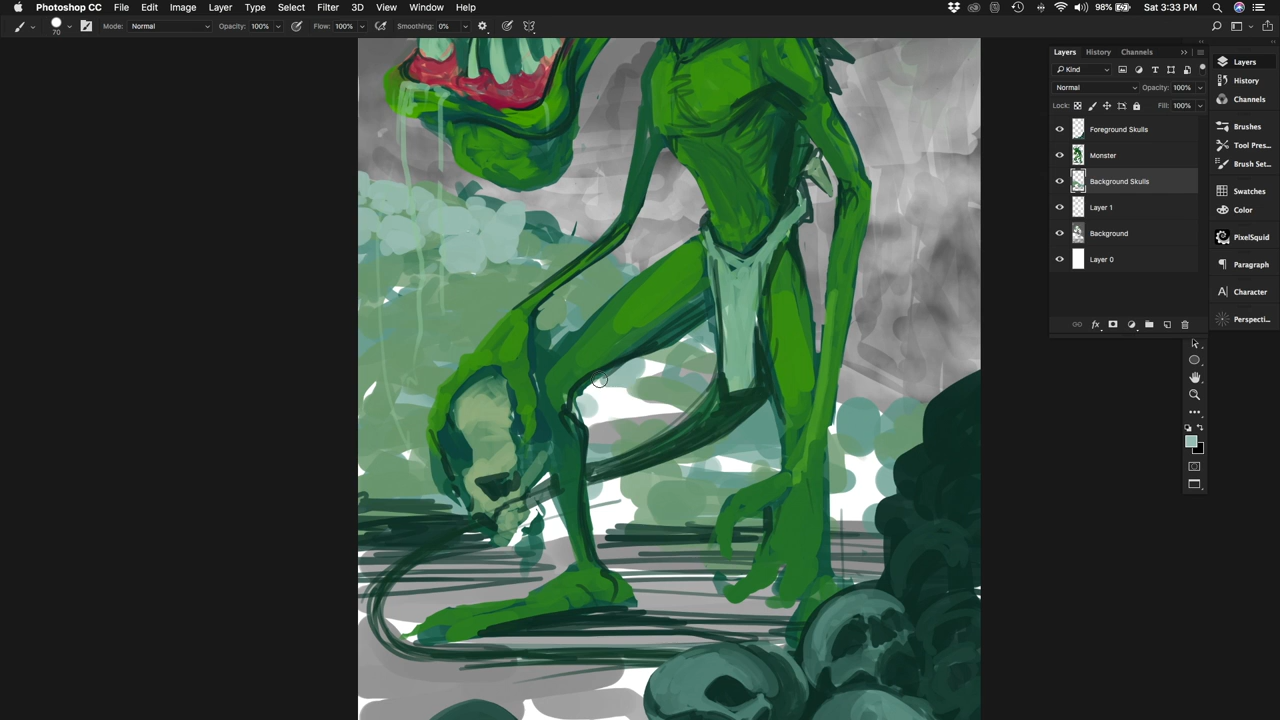 Photoshop CC File Edit Image Layer Type Select Filter 3D View Window Help 98% Sat 3:33 PM
70 Mode: Normal Opacity: 100% Flow: 100% Smoothing: 0%
Layers History Channels
Kind
Normal Opacity: 100%
Lock: Fill: 100%
Foreground Skulls
Monster
Background Skulls
Layer 1
Background
Layer 0
fx
Layers
History
Channels
Brushes
Tool Pres...
Brush Set...
Swatches
Color
PixelSquid
Paragraph
Character
Perspecti...